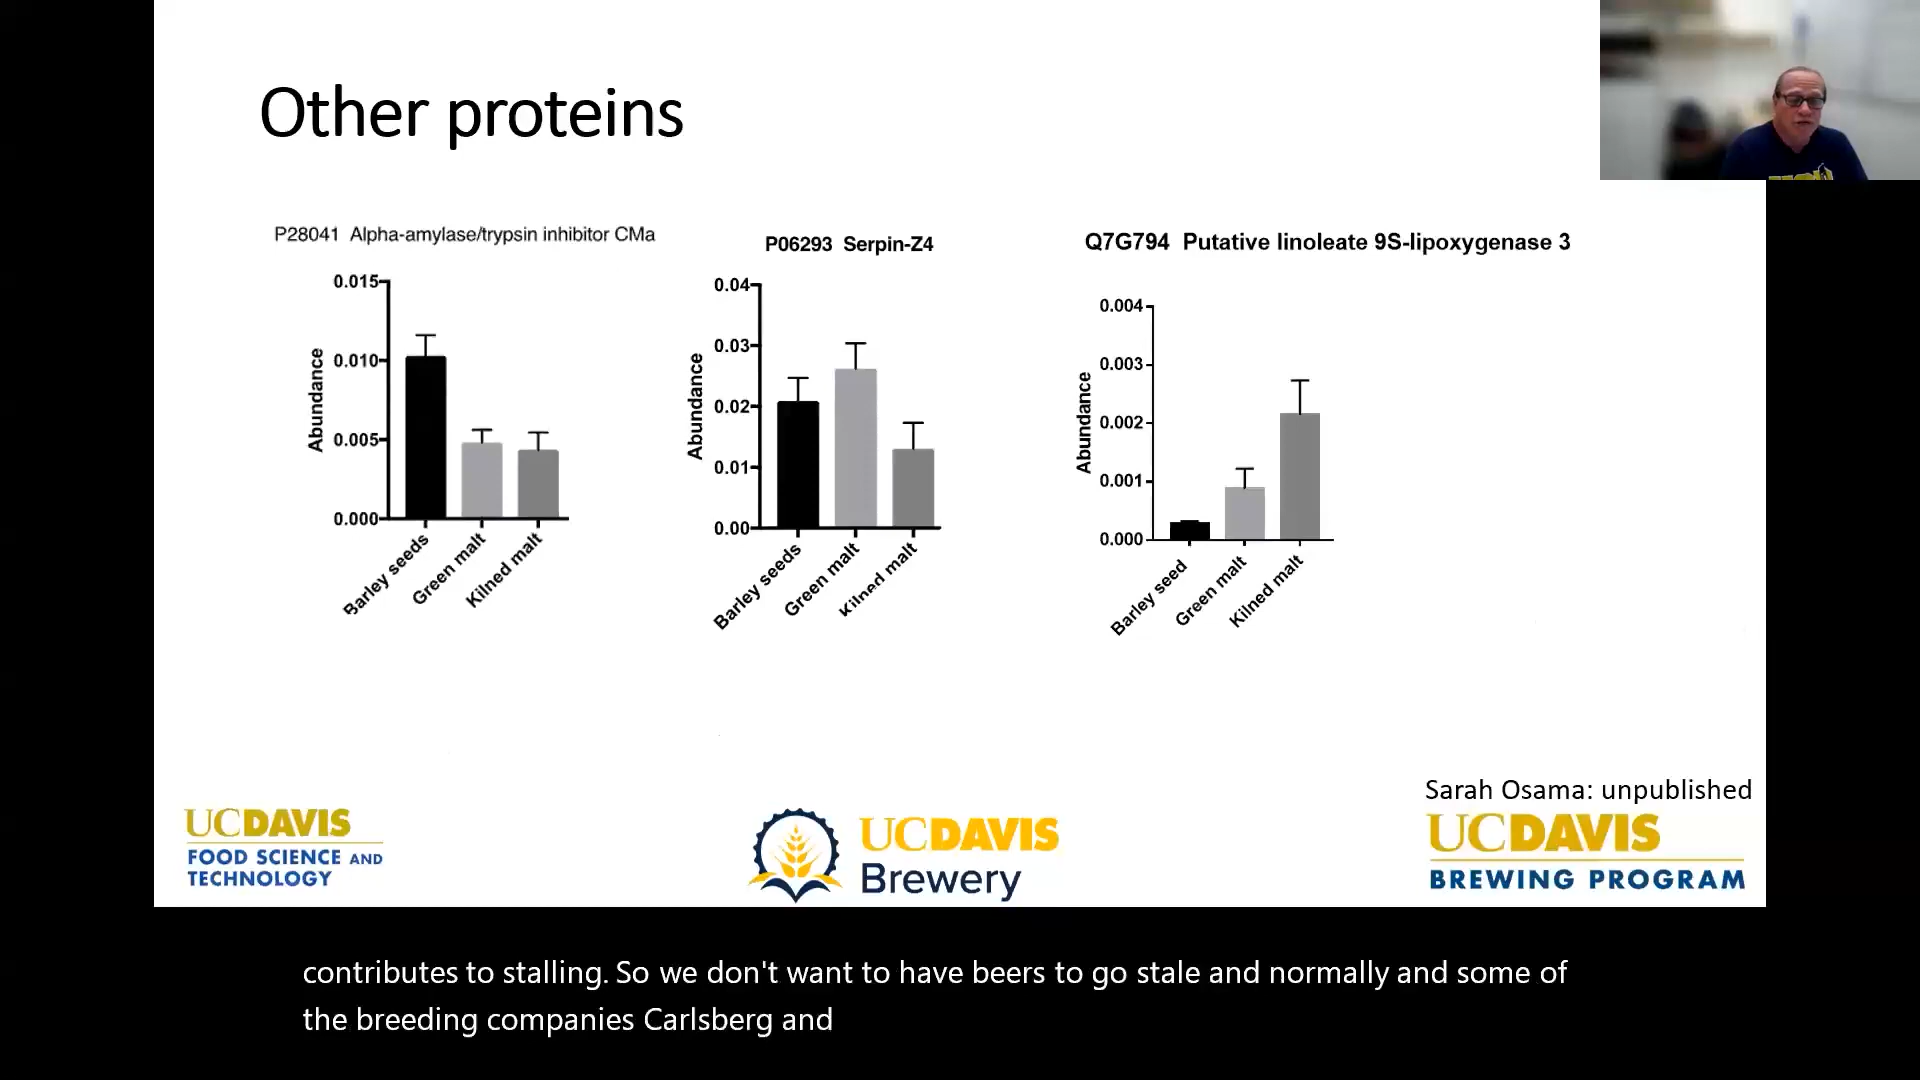 Other proteins
P28041 Alpha-amylase/trypsin inhibitor CMa
Abundance
0.015
0.010
0.005
0.000
Barley seeds
Green malt
Kilned malt
P06293 Serpin-Z4
Abundance
0.04
0.03
0.02
0.01
0.00
Barley seeds
Green malt
Kilned malt
Q7G794 Putative linoleate 9S-lipoxygenase 3
Abundance
0.004
0.003
0.002
0.001
0.000
Barley seed
Green malt
Kilned malt
Sarah Osama: unpublished
UCDAVIS
FOOD SCIENCE AND
TECHNOLOGY
UCDAVIS
Brewery
UCDAVIS
BREWING PROGRAM
contributes to stalling. So we don't want to have beers to go stale and normally and some of
the breeding companies Carlsberg and